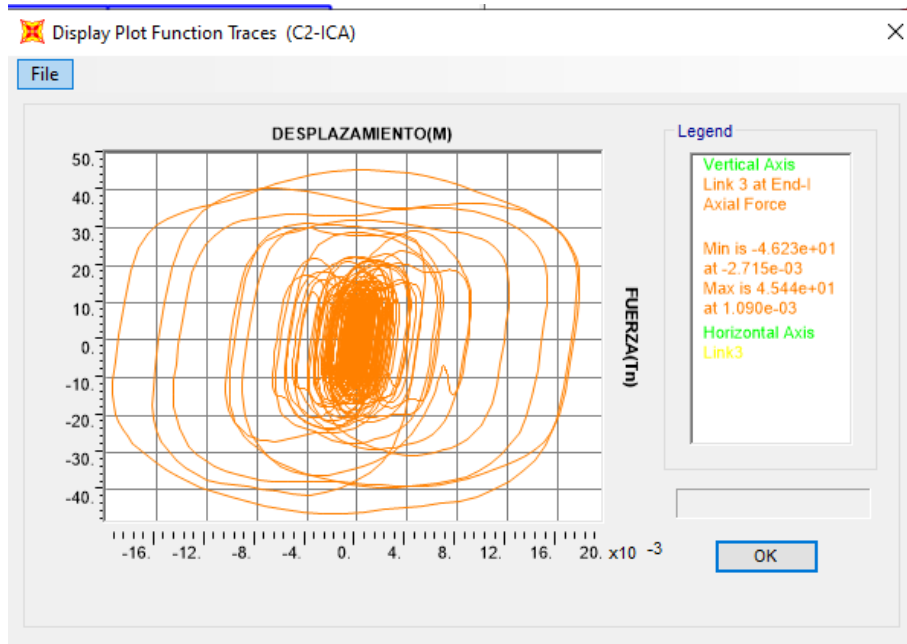 Display Plot Function Traces (C2-ICA)
File
DESPLAZAMIENTO(M)
50.
40.
30.
20.
10.
0.
-10.
-20.
-30.
-40.
-16. -12. -8. -4. 0. 4. 8. 12. 16. 20. x10 -3
FUERZA(Tn)
Legend
Vertical Axis
Link 3 at End-I
Axial Force
Min is -4.623e+01
at -2.715e-03
Max is 4.544e+01
at 1.090e-03
Horizontal Axis
Link3
OK